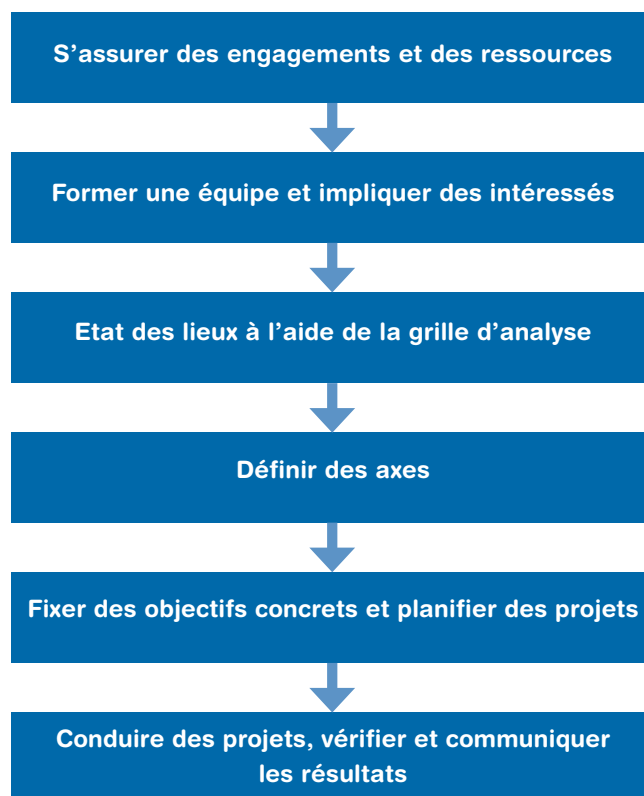 S’assurer des engagements et des ressources
Former une équipe et impliquer des intéressés
Etat des lieux à l’aide de la grille d’analyse
Définir des axes
Fixer des objectifs concrets et planifier des projets
Conduire des projets, vérifier et communiquer
les résultats